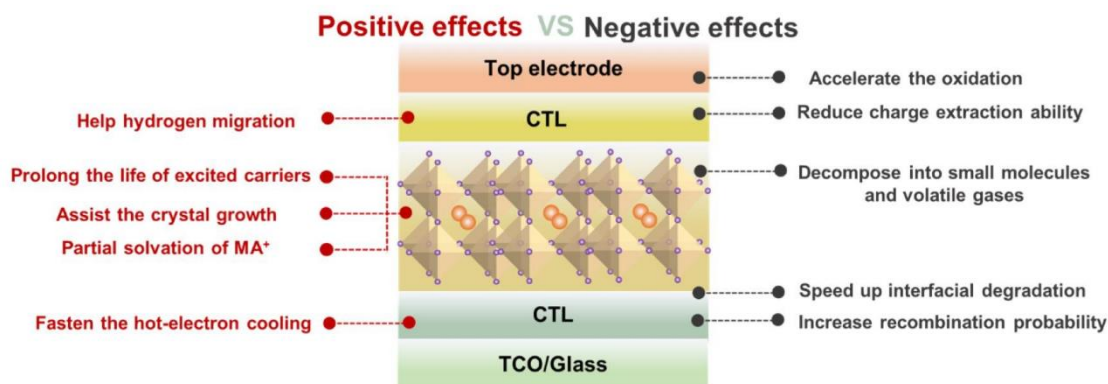 Positive effects VS Negative effects
Top electrode
Accelerate the oxidation
Help hydrogen migration
CTL
Reduce charge extraction ability
Prolong the life of excited carriers
Assist the crystal growth
Partial solvation of MA⁺
Decompose into small molecules
and volatile gases
Fasten the hot-electron cooling
CTL
Speed up interfacial degradation
Increase recombination probability
TCO/Glass